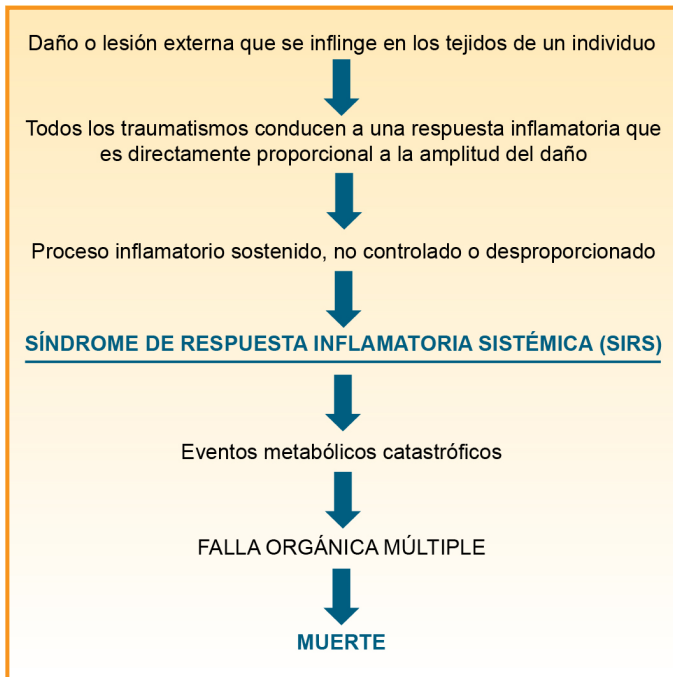 Daño o lesión externa que se inflinge en los tejidos de un individuo
Todos los traumatismos conducen a una respuesta inflamatoria que
es directamente proporcional a la amplitud del daño
Proceso inflamatorio sostenido, no controlado o desproporcionado
SÍNDROME DE RESPUESTA INFLAMATORIA SISTÉMICA (SIRS)
Eventos metabólicos catastróficos
FALLA ORGÁNICA MÚLTIPLE
MUERTE